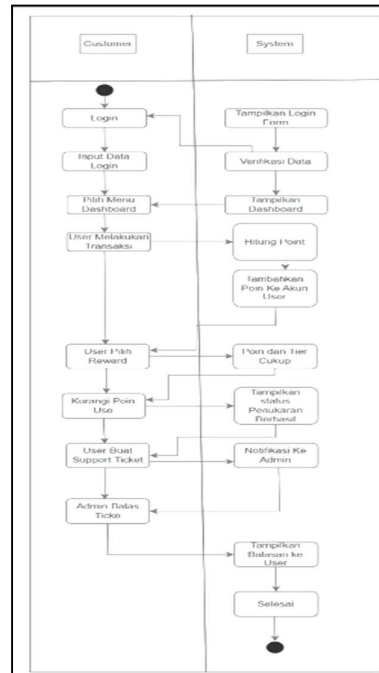 Customer
System
Login
Tampilkan Login
Form
Input Data
Login
Verifikasi Data
Pilih Menu
Dashboard
Tampilkan
Dashboard
User Melakukan
Transaksi
Hitung Point
Tambahkan
Poin Ke Akun
User
User Pilih
Reward
Poin dan Tier
Cukup
Kurangi Poin
Use
Tampilkan
status
Penukaran
Berhasil
User Buat
Support Ticket
Notifikasi Ke
Admin
Admin Balas
Ticke
Tampilkan
Balasan ke
User
Selesai